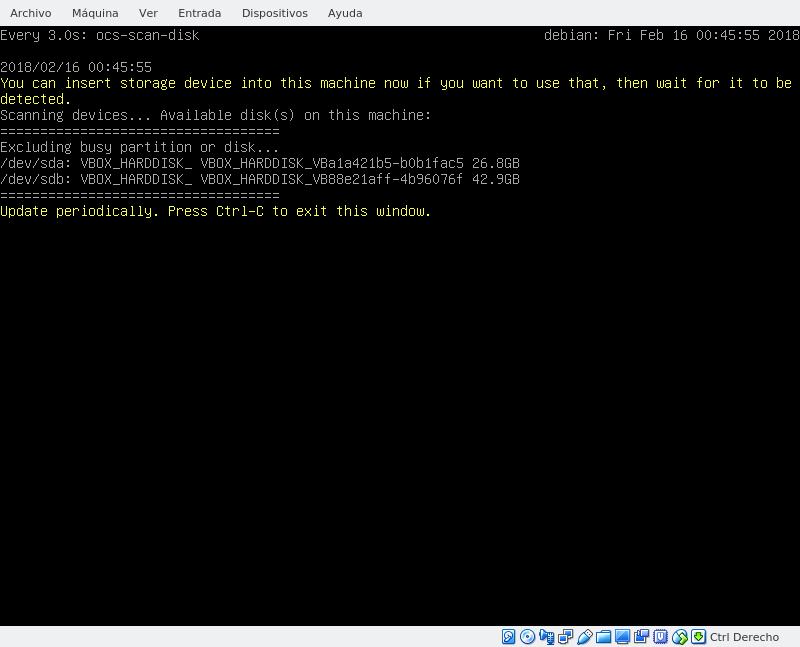 Archivo Máquina Ver Entrada Dispositivos Ayuda
Every 3.0s: ocs-scan-disk debian: Fri Feb 16 00:45:55 2018
2018/02/16 00:45:55
You can insert storage device into this machine now if you want to use that, then wait for it to be
detected.
Scanning devices... Available disk(s) on this machine:
===================================
Excluding busy partition or disk...
/dev/sda: VBOX_HARDDISK_ VBOX_HARDDISK_VBa1a421b5-b0b1fac5 26.8GB
/dev/sdb: VBOX_HARDDISK_ VBOX_HARDDISK_VB88e21aff-4b96076f 42.9GB
===================================
Update periodically. Press Ctrl-C to exit this window.
Ctrl Derecho